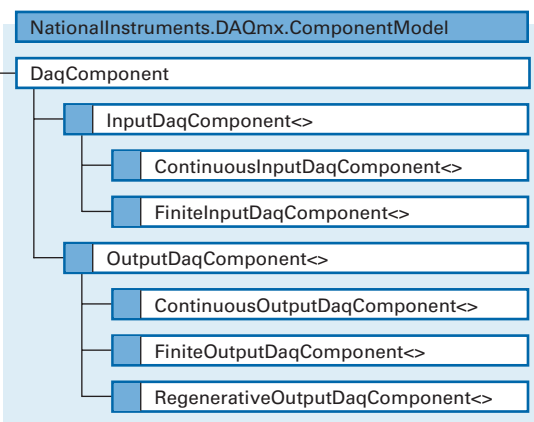 NationalInstruments.DAQmx.ComponentModel
DaqComponent
InputDaqComponent<>
ContinuousInputDaqComponent<>
FiniteInputDaqComponent<>
OutputDaqComponent<>
ContinuousOutputDaqComponent<>
FiniteOutputDaqComponent<>
RegenerativeOutputDaqComponent<>